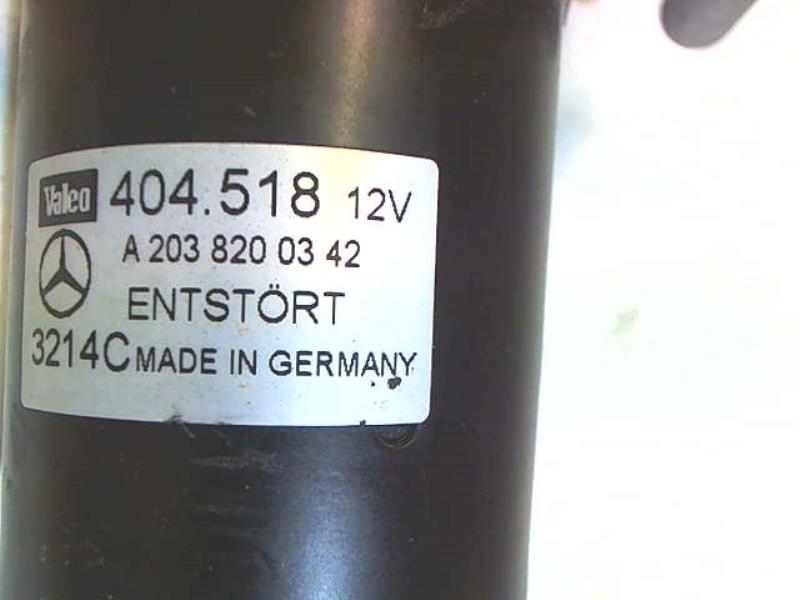 Valeo 404.518 12V
A 203 820 03 42
ENTSTÖRT
3214C MADE IN GERMANY